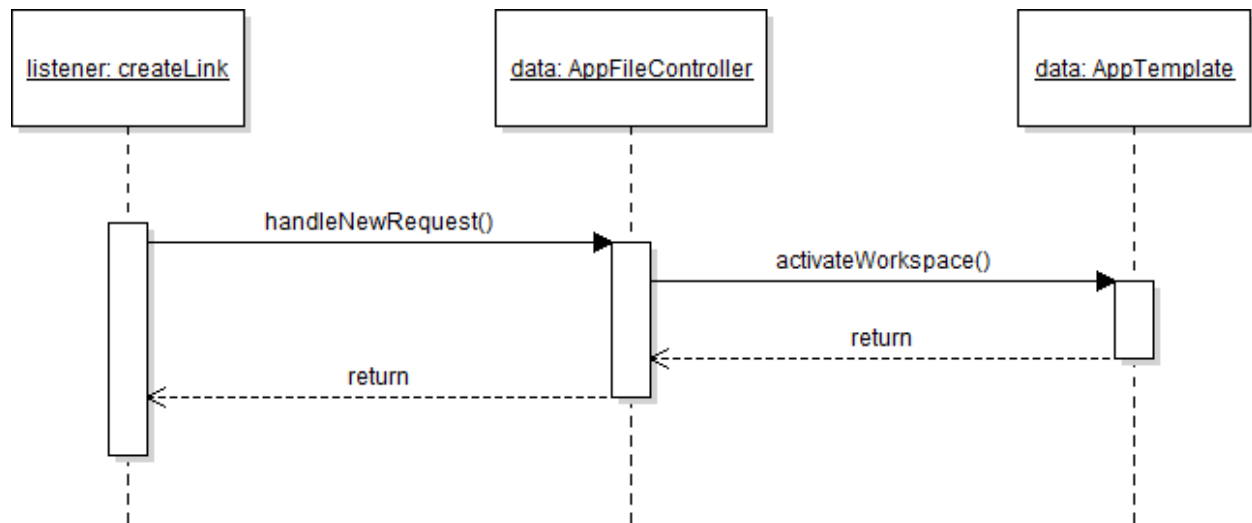 listener: createLink
data: AppFileController
data: AppTemplate
handleNewRequest()
activateWorkspace()
return
return